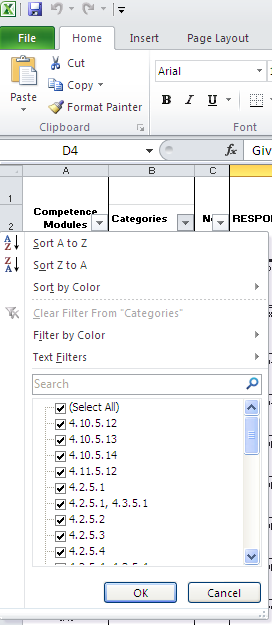 File Home Insert Page Layout
Paste
Cut
Copy
Format Painter
Arial
B I U
Clipboard Font
D4 fx Giv
A B C
1
2 Competence Modules Categories RESPON
Sort A to Z
Sort Z to A
Sort by Color
Clear Filter From "Categories"
Filter by Color
Text Filters
Search
(Select All)
4.10.5.12
4.10.5.13
4.10.5.14
4.11.5.12
4.2.5.1
4.2.5.1, 4.3.5.1
4.2.5.2
4.2.5.3
4.2.5.4
OK Cancel